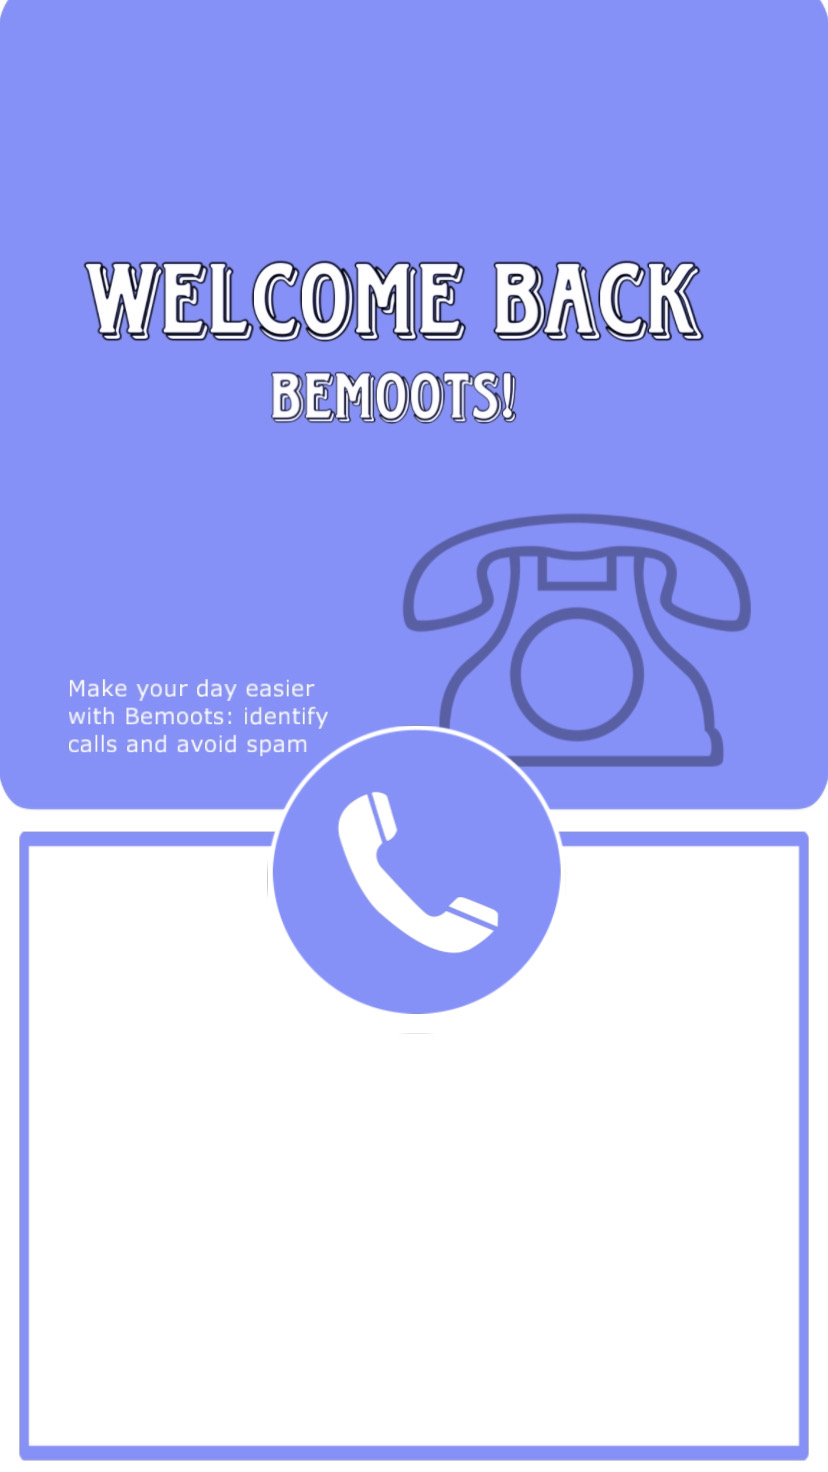 WELCOME BACK
BEMOOTS!
Make your day easier
with Bemoots: identify
calls and avoid spam